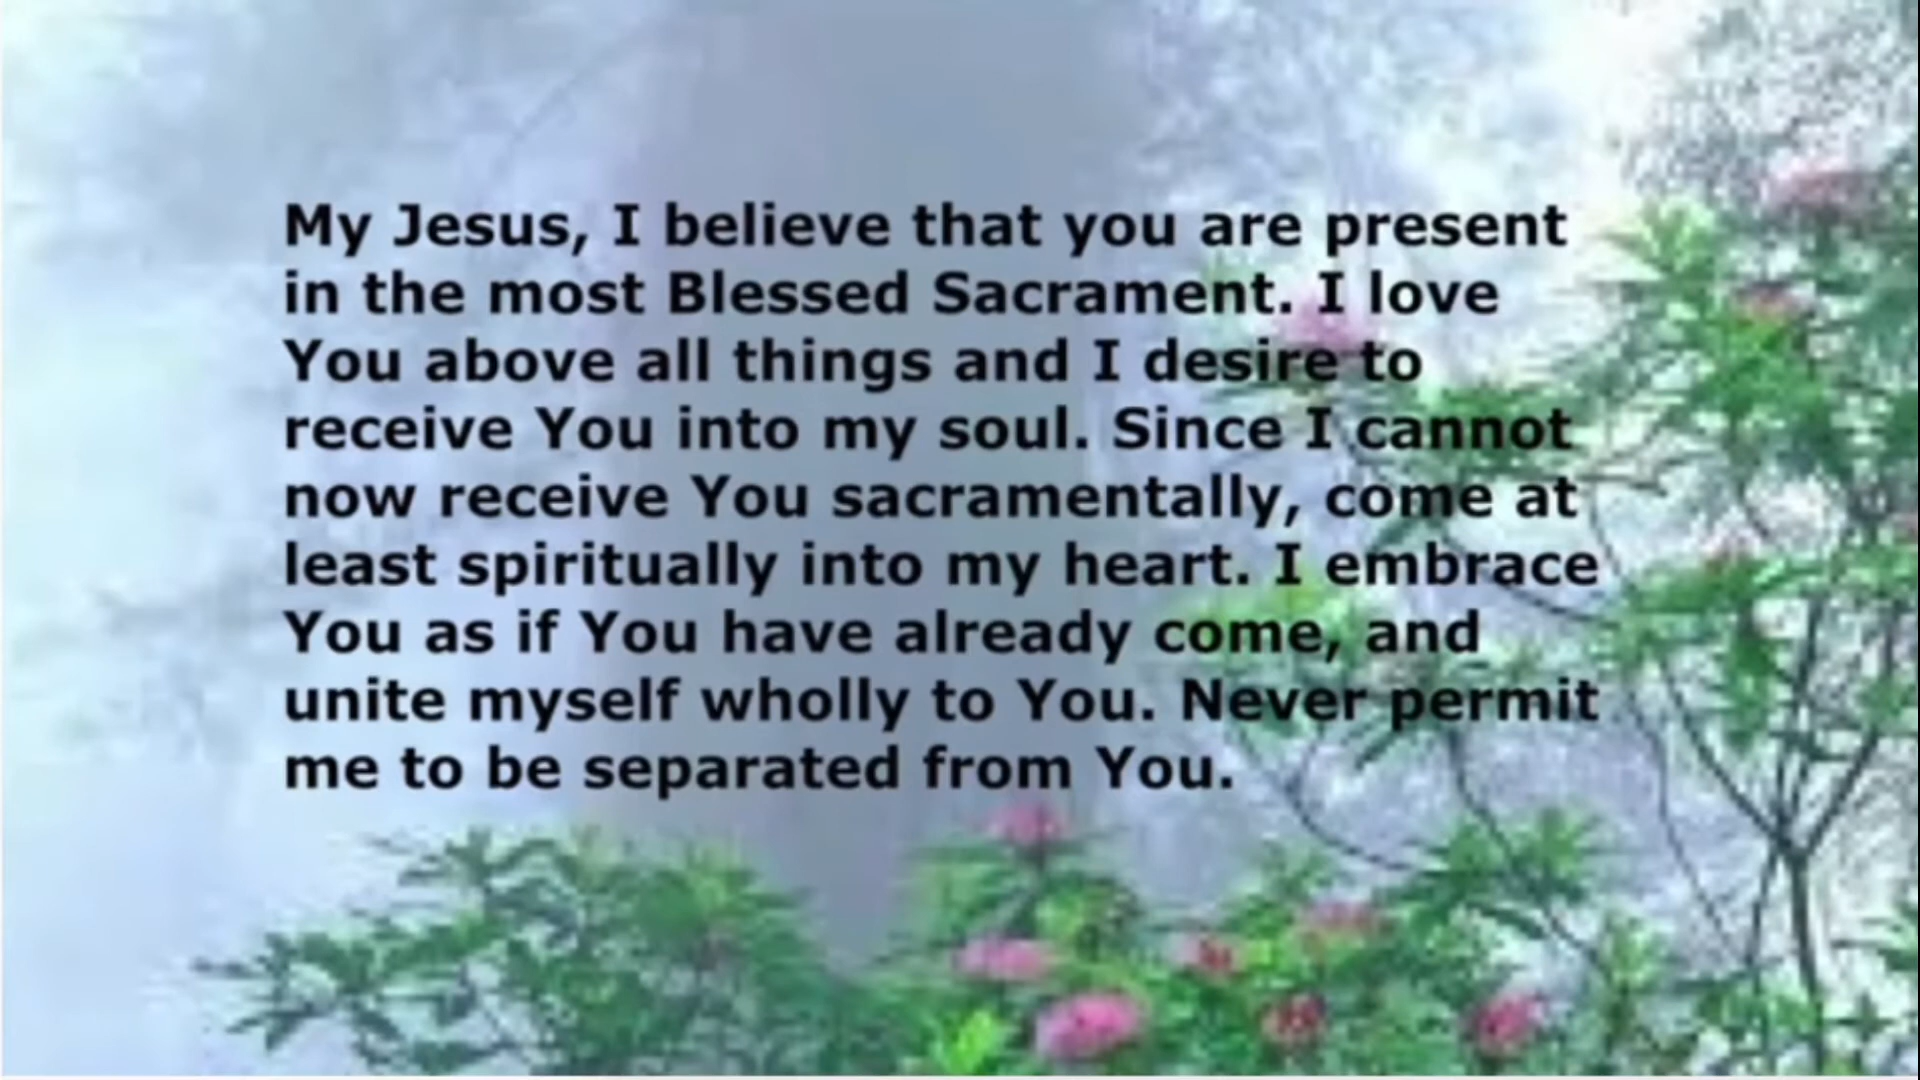 My Jesus, I believe that you are present
in the most Blessed Sacrament. I love
You above all things and I desire to
receive You into my soul. Since I cannot
now receive You sacramentally, come at
least spiritually into my heart. I embrace
You as if You have already come, and
unite myself wholly to You. Never permit
me to be separated from You.